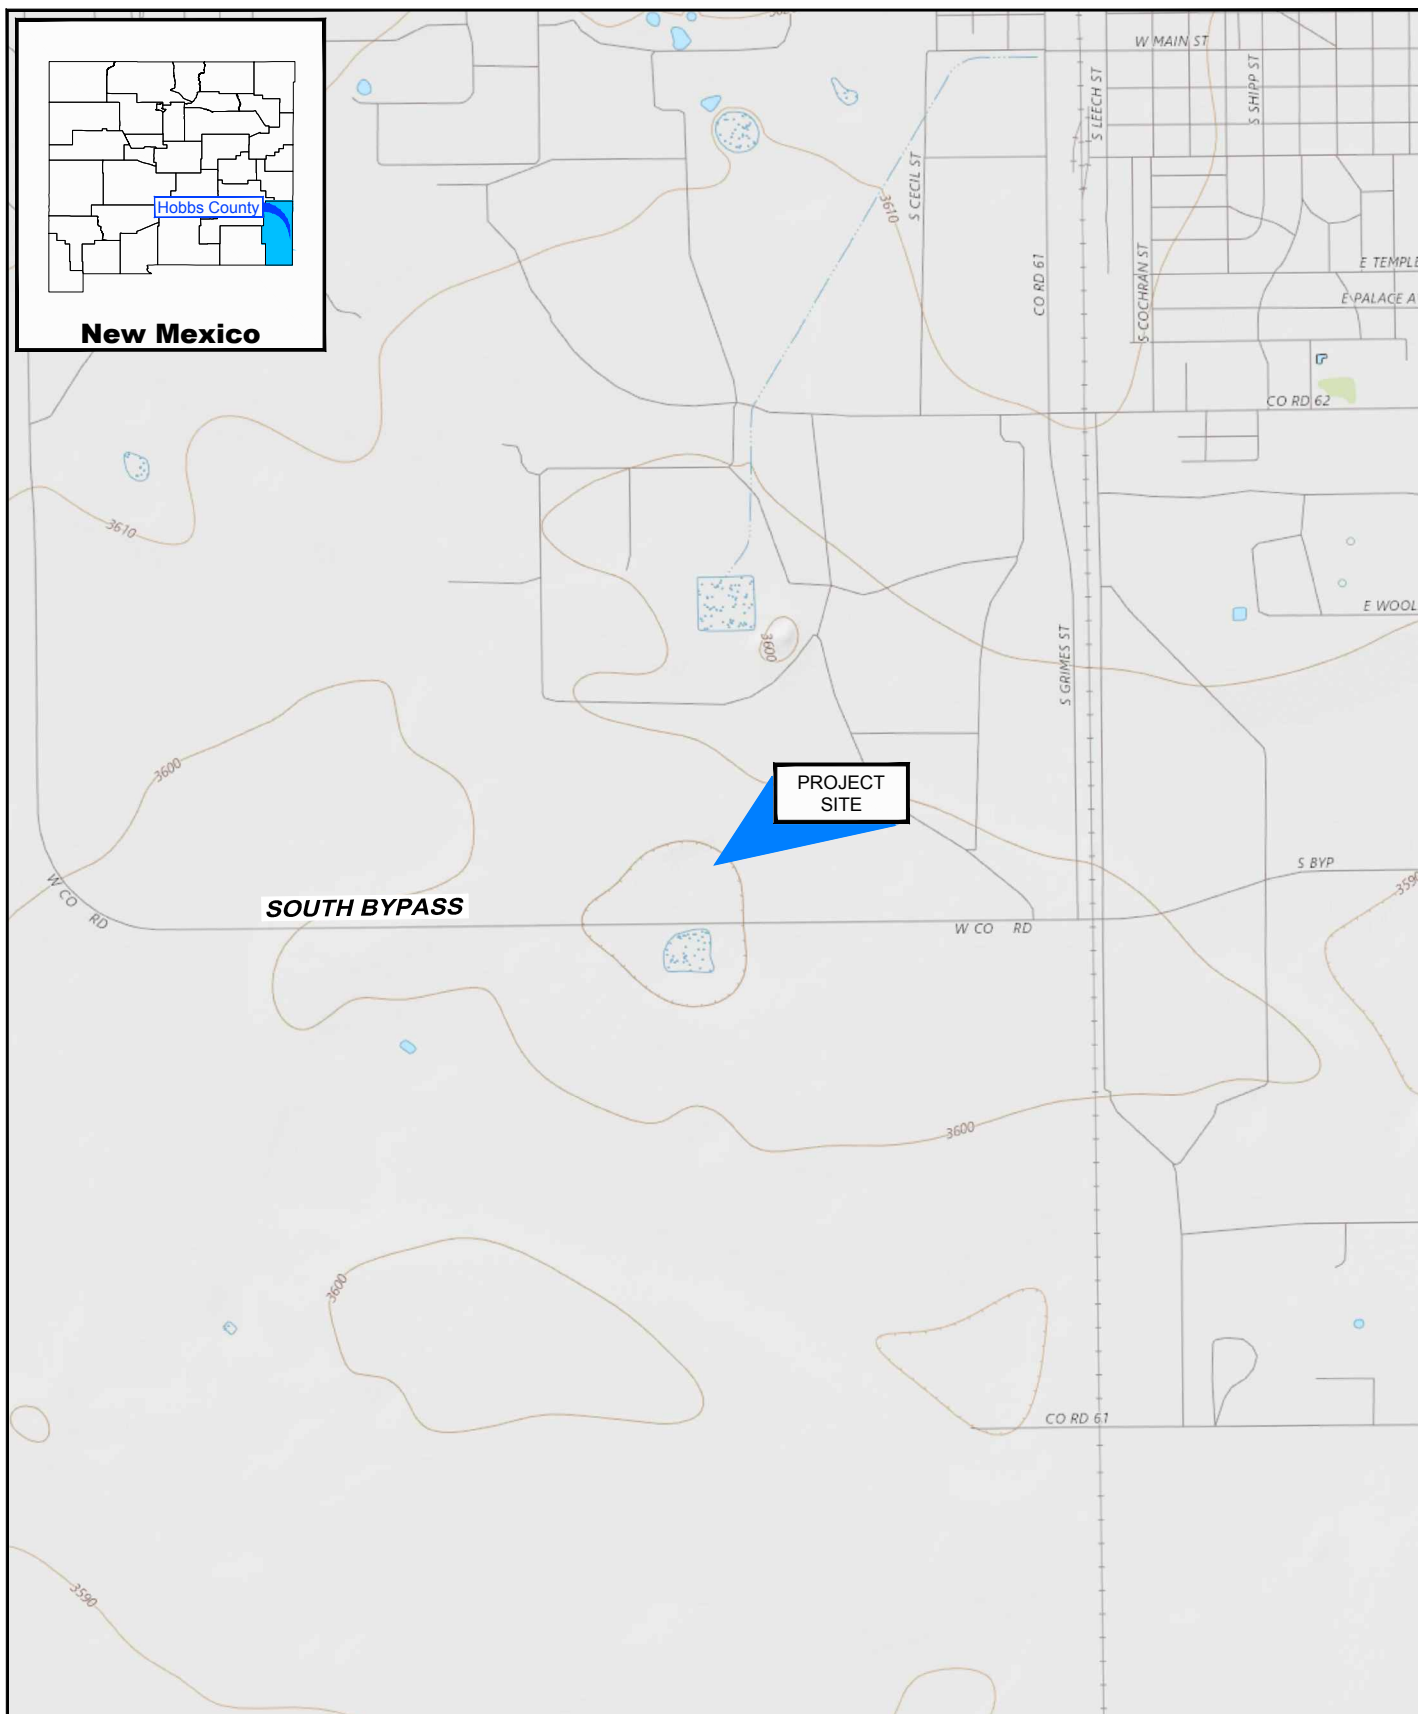 Hobbs County
New Mexico
W MAIN ST
S LEECH ST
S SHIPP ST
S CECIL ST
3610
CO RD 61
S COCHRAN ST
E TEMPLE
E PALACE A
CO RD 62
3610
E WOOL
3600
S GRIMES ST
3600
PROJECT
SITE
S BYP
3590
W CO RD
SOUTH BYPASS
W CO RD
3600
3600
CO RD 61
3590